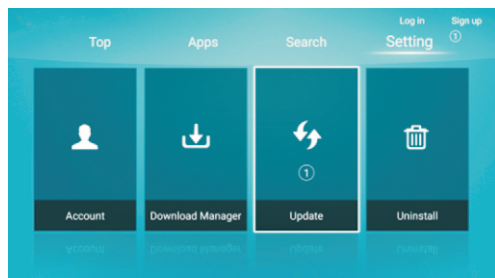 Log in Sign up
Top Apps Search Setting ①
①
Account Download Manager Update Uninstall